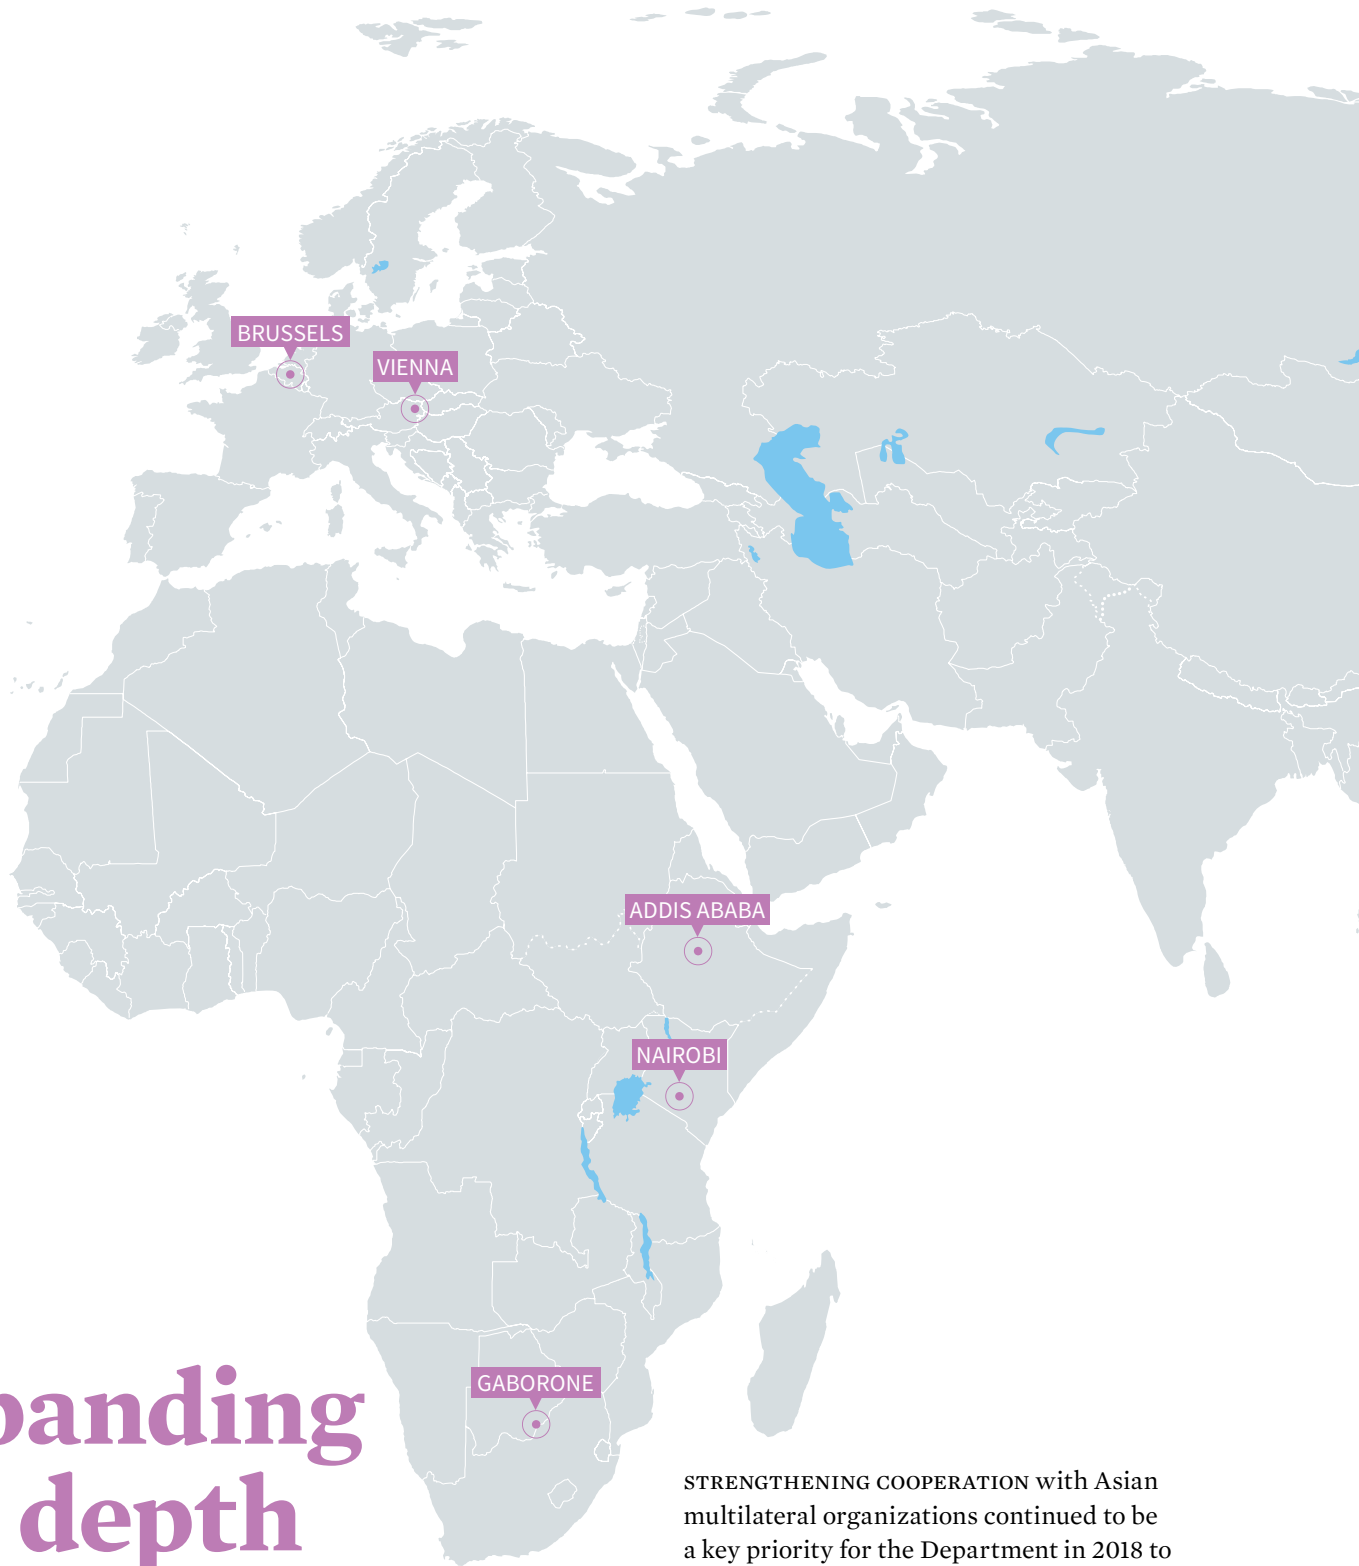 BRUSSELS
VIENNA
ADDIS ABABA
NAIROBI
GABORONE
panding
depth
STRENGTHENING COOPERATION with Asian
multilateral organizations continued to be
a key priority for the Department in 2018 to